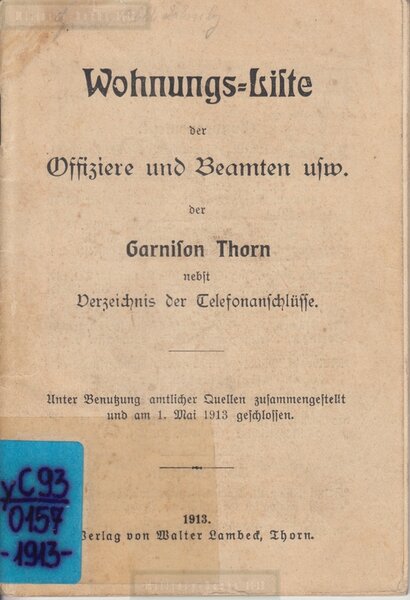 Wohnungs=Liste
der
Offiziere und Beamten usw.
der
Garnison Thorn
nebst
Verzeichnis der Telefonanschlüsse.
Unter Benutzung amtlicher Quellen zusammengestellt
und am 1. Mai 1913 geschlossen.
yC93
0157
-1913-
1913.
Verlag von Walter Lambeck, Thorn.